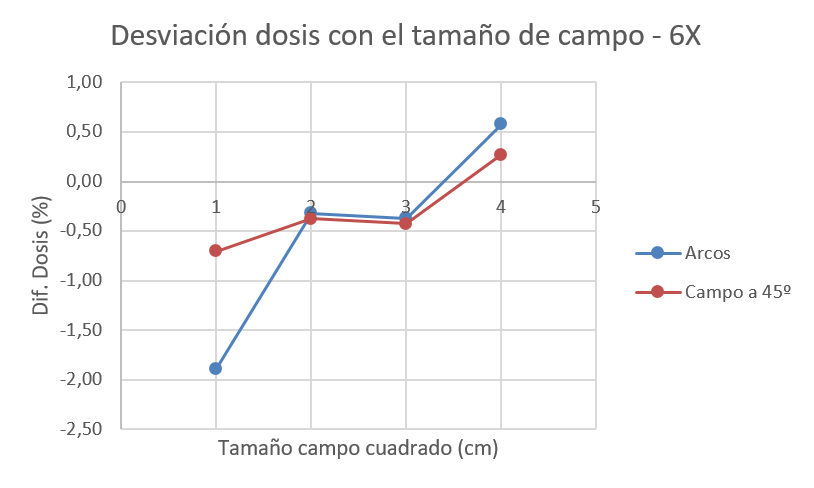 Desviación dosis con el tamaño de campo - 6X
1,00
0,50
0,00
-0,50
-1,00
-1,50
-2,00
-2,50
0 1 2 3 4 5
Dif. Dosis (%)
Tamaño campo cuadrado (cm)
Arcos
Campo a 45º